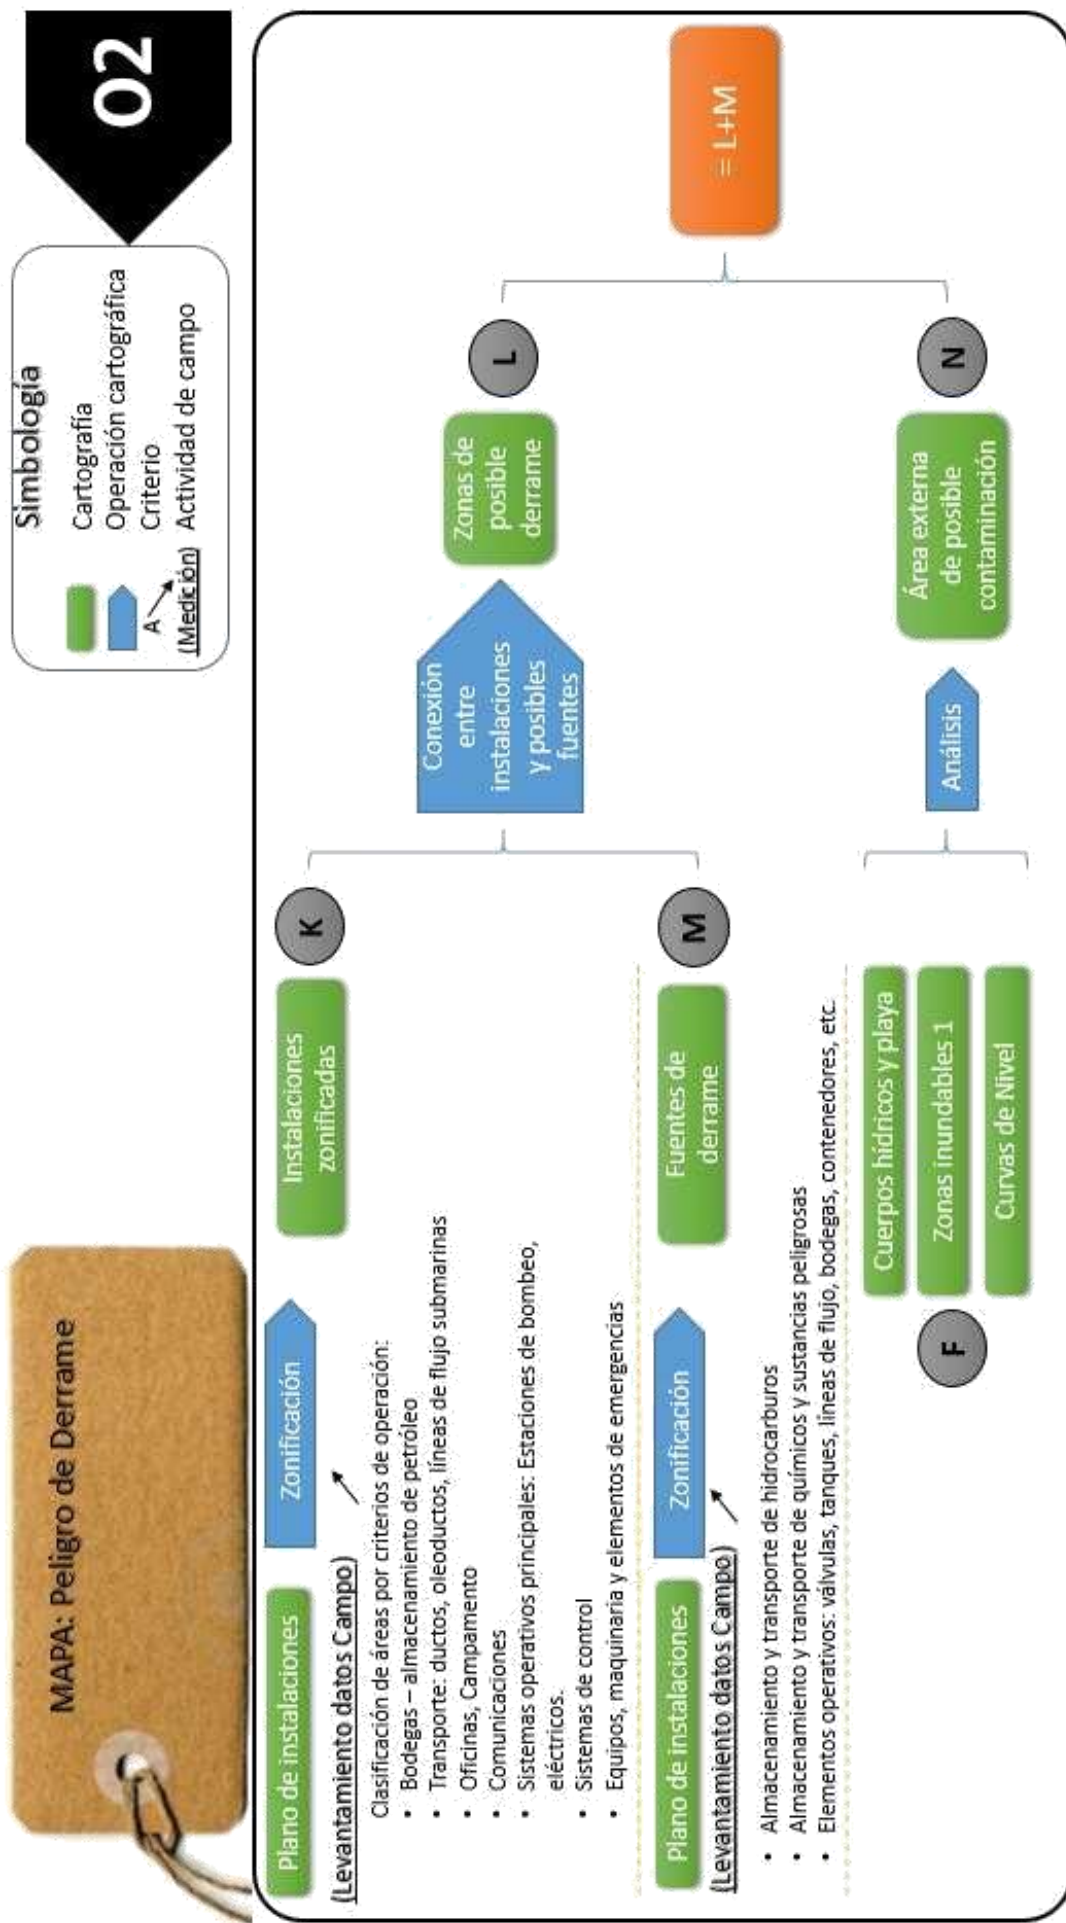 MAPA: Peligro de Derrame
Simbología
Cartografía
Operación cartográfica
A
Criterio
(Medición)
Actividad de campo
02
Plano de instalaciones
Zonificación
(Levantamiento datos Campo)
Clasificación de áreas por criterios de operación:
• Bodegas – almacenamiento de petróleo
• Transporte: ductos, oleoductos, líneas de flujo submarinas
• Oficinas, Campamento
• Comunicaciones
• Sistemas operativos principales: Estaciones de bombeo,
eléctricos.
• Sistemas de control
• Equipos, maquinaria y elementos de emergencias
Instalaciones
zonificadas
K
Plano de instalaciones
Zonificación
(Levantamiento datos Campo)
• Almacenamiento y transporte de hidrocarburos
• Almacenamiento y transporte de químicos y sustancias peligrosas
• Elementos operativos: válvulas, tanques, líneas de flujo, bodegas, contenedores, etc.
Fuentes de
derrame
M
Conexión
entre
instalaciones
y posibles
fuentes
Zonas de
posible
derrame
L
F
Cuerpos hídricos y playa
Zonas inundables 1
Curvas de Nivel
Análisis
Área externa
de posible
contaminación
N
= L+M